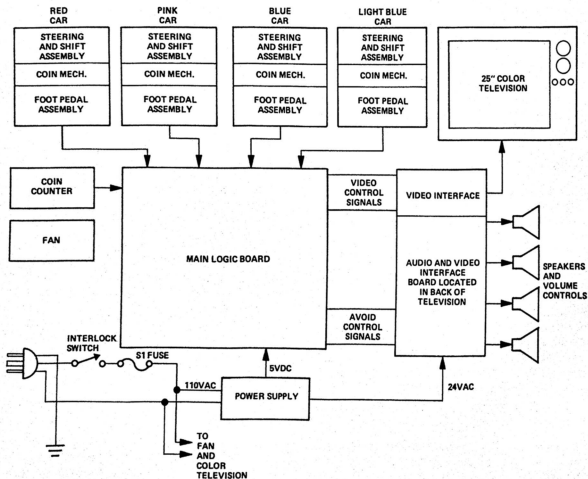 RED
CAR
PINK
CAR
BLUE
CAR
LIGHT BLUE
CAR
STEERING
AND SHIFT
ASSEMBLY
COIN MECH.
FOOT PEDAL
ASSEMBLY
STEERING
AND SHIFT
ASSEMBLY
COIN MECH.
FOOT PEDAL
ASSEMBLY
STEERING
AND SHIFT
ASSEMBLY
COIN MECH.
FOOT PEDAL
ASSEMBLY
STEERING
AND SHIFT
ASSEMBLY
COIN MECH.
FOOT PEDAL
ASSEMBLY
25" COLOR
TELEVISION
COIN
COUNTER
FAN
MAIN LOGIC BOARD
VIDEO
CONTROL
SIGNALS
VIDEO INTERFACE
AUDIO AND VIDEO
INTERFACE
BOARD LOCATED
IN BACK OF
TELEVISION
SPEAKERS
AND
VOLUME
CONTROLS
AVOID
CONTROL
SIGNALS
INTERLOCK
SWITCH
S1 FUSE
5VDC
110VAC
POWER SUPPLY
24VAC
TO
FAN
AND
COLOR
TELEVISION